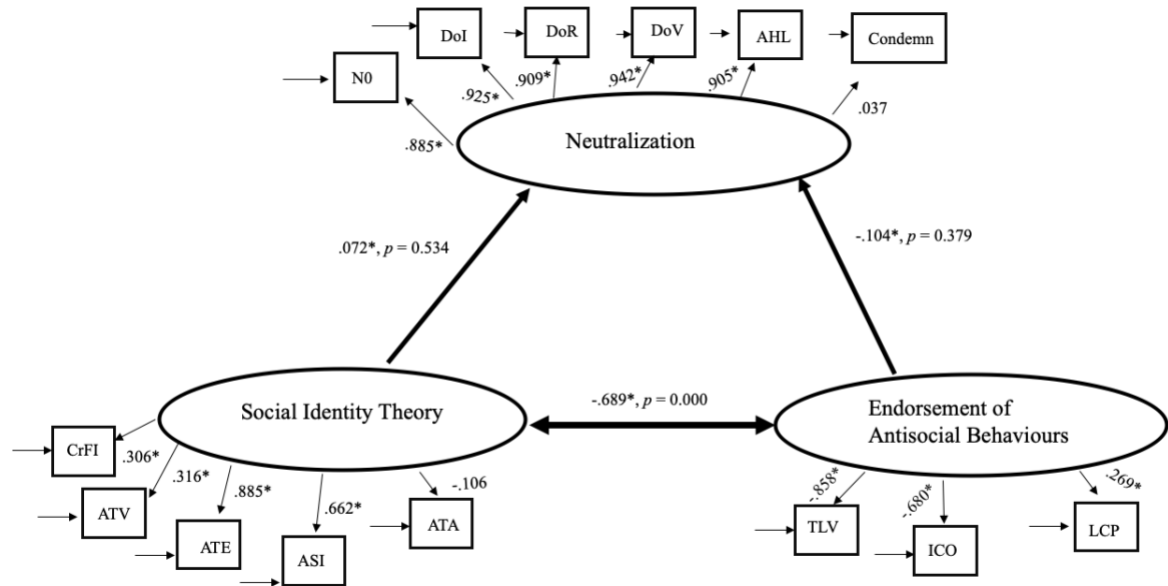 DoI
DoR
DoV
AHL
Condemn
N0
.925*
.909*
.942*
.905*
.037
.885*
Neutralization
.072*, p = 0.534
-.104*, p = 0.379
Social Identity Theory
-.689*, p = 0.000
Endorsement of
Antisocial Behaviours
CrFI
.306*
.316*
.885*
.662*
-.106
ATV
ATE
ASI
ATA
-.858*
-.680*
.269*
TLV
ICO
LCP